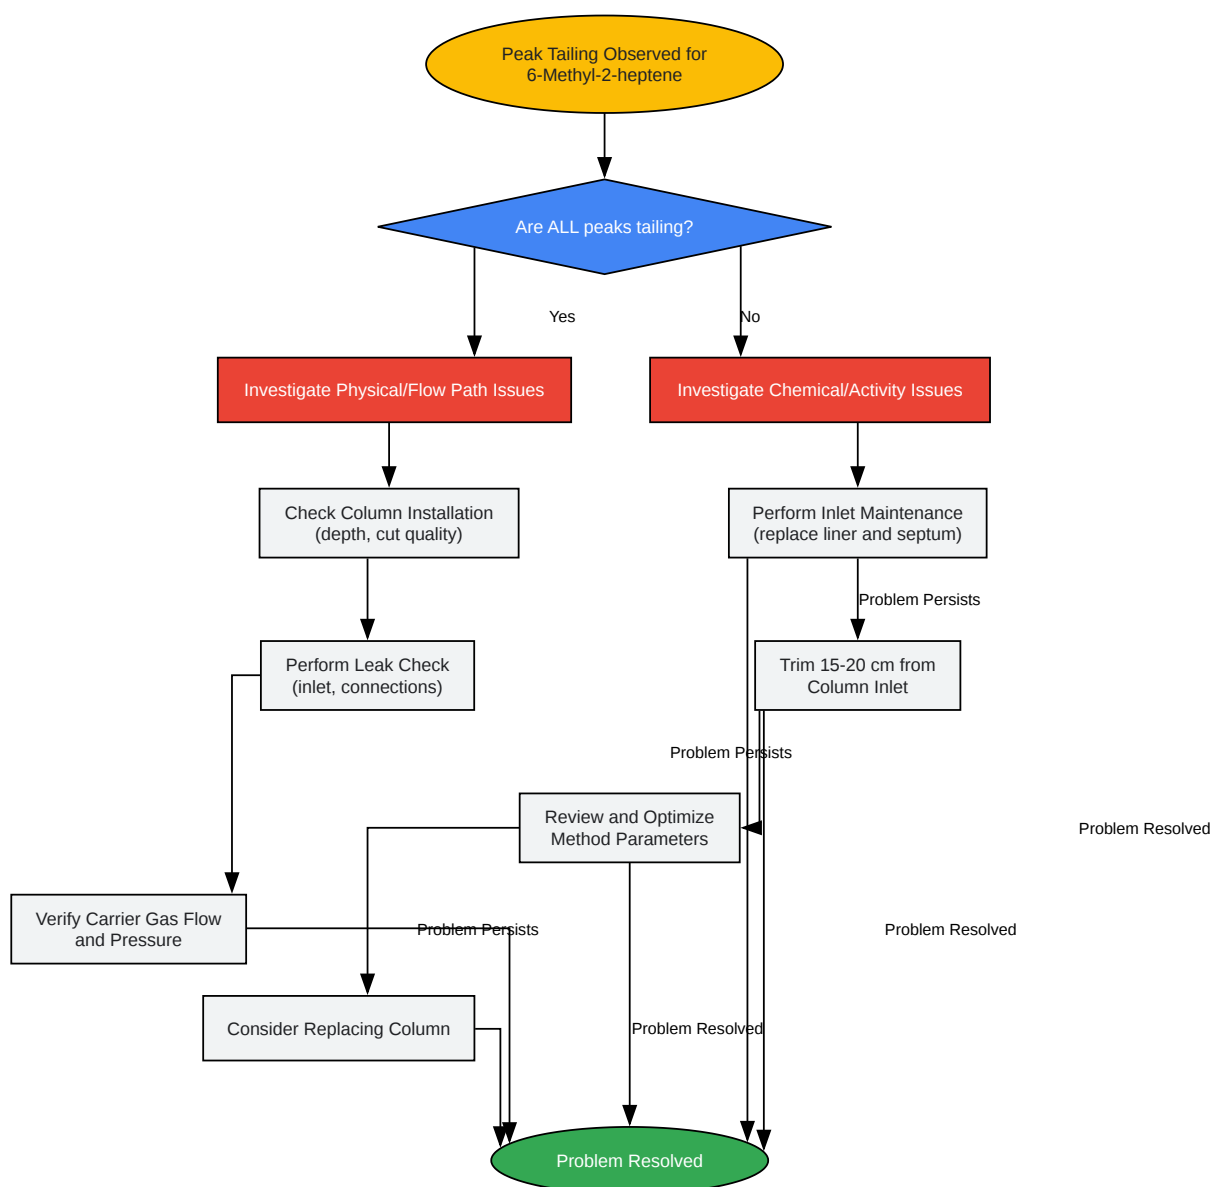 Peak Tailing Observed for
6-Methyl-2-heptene
Are ALL peaks tailing?
Yes
No
Investigate Physical/Flow Path Issues
Investigate Chemical/Activity Issues
Check Column Installation
(depth, cut quality)
Perform Inlet Maintenance
(replace liner and septum)
Problem Persists
Perform Leak Check
(inlet, connections)
Trim 15-20 cm from
Column Inlet
Problem Persists
Review and Optimize
Method Parameters
Problem Resolved
Verify Carrier Gas Flow
and Pressure
Problem Persists
Problem Resolved
Consider Replacing Column
Problem Resolved
Problem Resolved